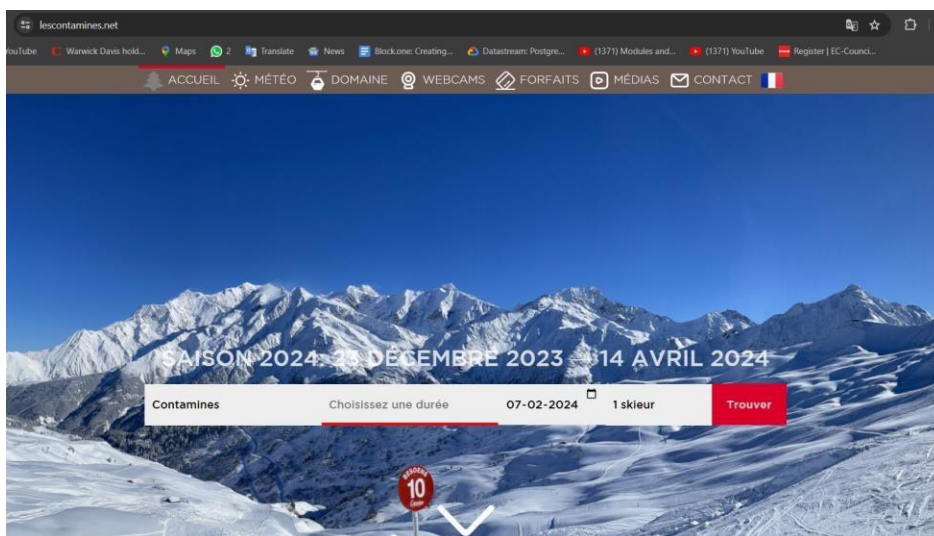 lescontamines.net
YouTube Warwick Davis hold... Maps 2 Translate News Block.one: Creating... Datastream: Postgre... (1371) Modules and... (1371) YouTube Register | EC-Counci...
ACCUEIL MÉTÉO DOMAINE WEBCAMS FORFAITS MÉDIAS CONTACT
SAISON 2024: 23 DÉCEMBRE 2023 — 14 AVRIL 2024
Contamines Choisissez une durée 07-02-2024 1 skieur Trouver
10